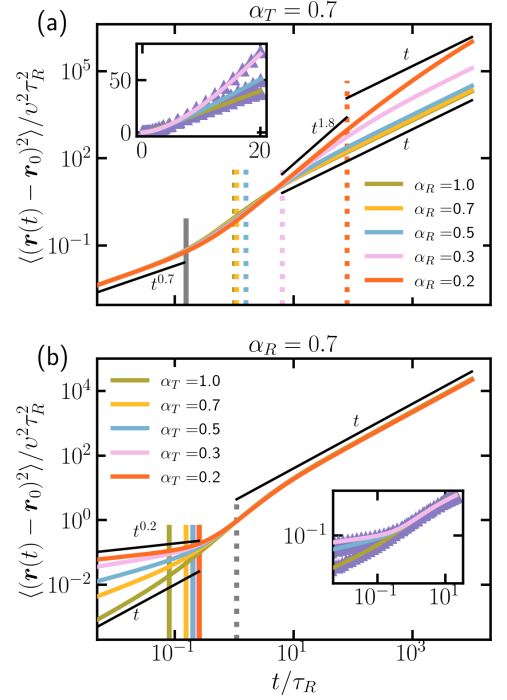 (a)
α_T = 0.7
⟨(r(t) − r_0)^2⟩/v^2τ_R^2
10^5
10^2
10^{-1}
50
0
0
20
t
t^{1.8}
t
t^{0.7}
α_R =1.0
α_R =0.7
α_R =0.5
α_R =0.3
α_R =0.2
(b)
α_R = 0.7
⟨(r(t) − r_0)^2⟩/v^2τ_R^2
10^4
10^2
10^0
10^{-2}
α_T =1.0
α_T =0.7
α_T =0.5
α_T =0.3
α_T =0.2
t
t^{0.2}
t
10^{-1}
10^{-1}
10^1
10^{-1}
10^1
10^3
t/τ_R